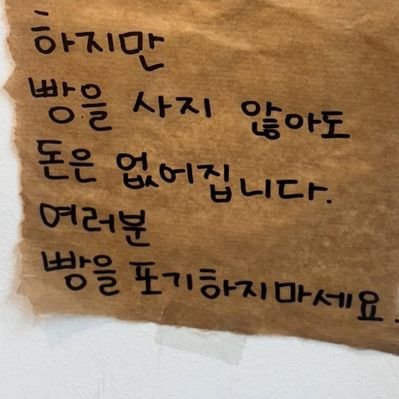 하지만
빵을 사지 않아도
돈은 없어집니다.
여러분
빵을 포기하지마세요.